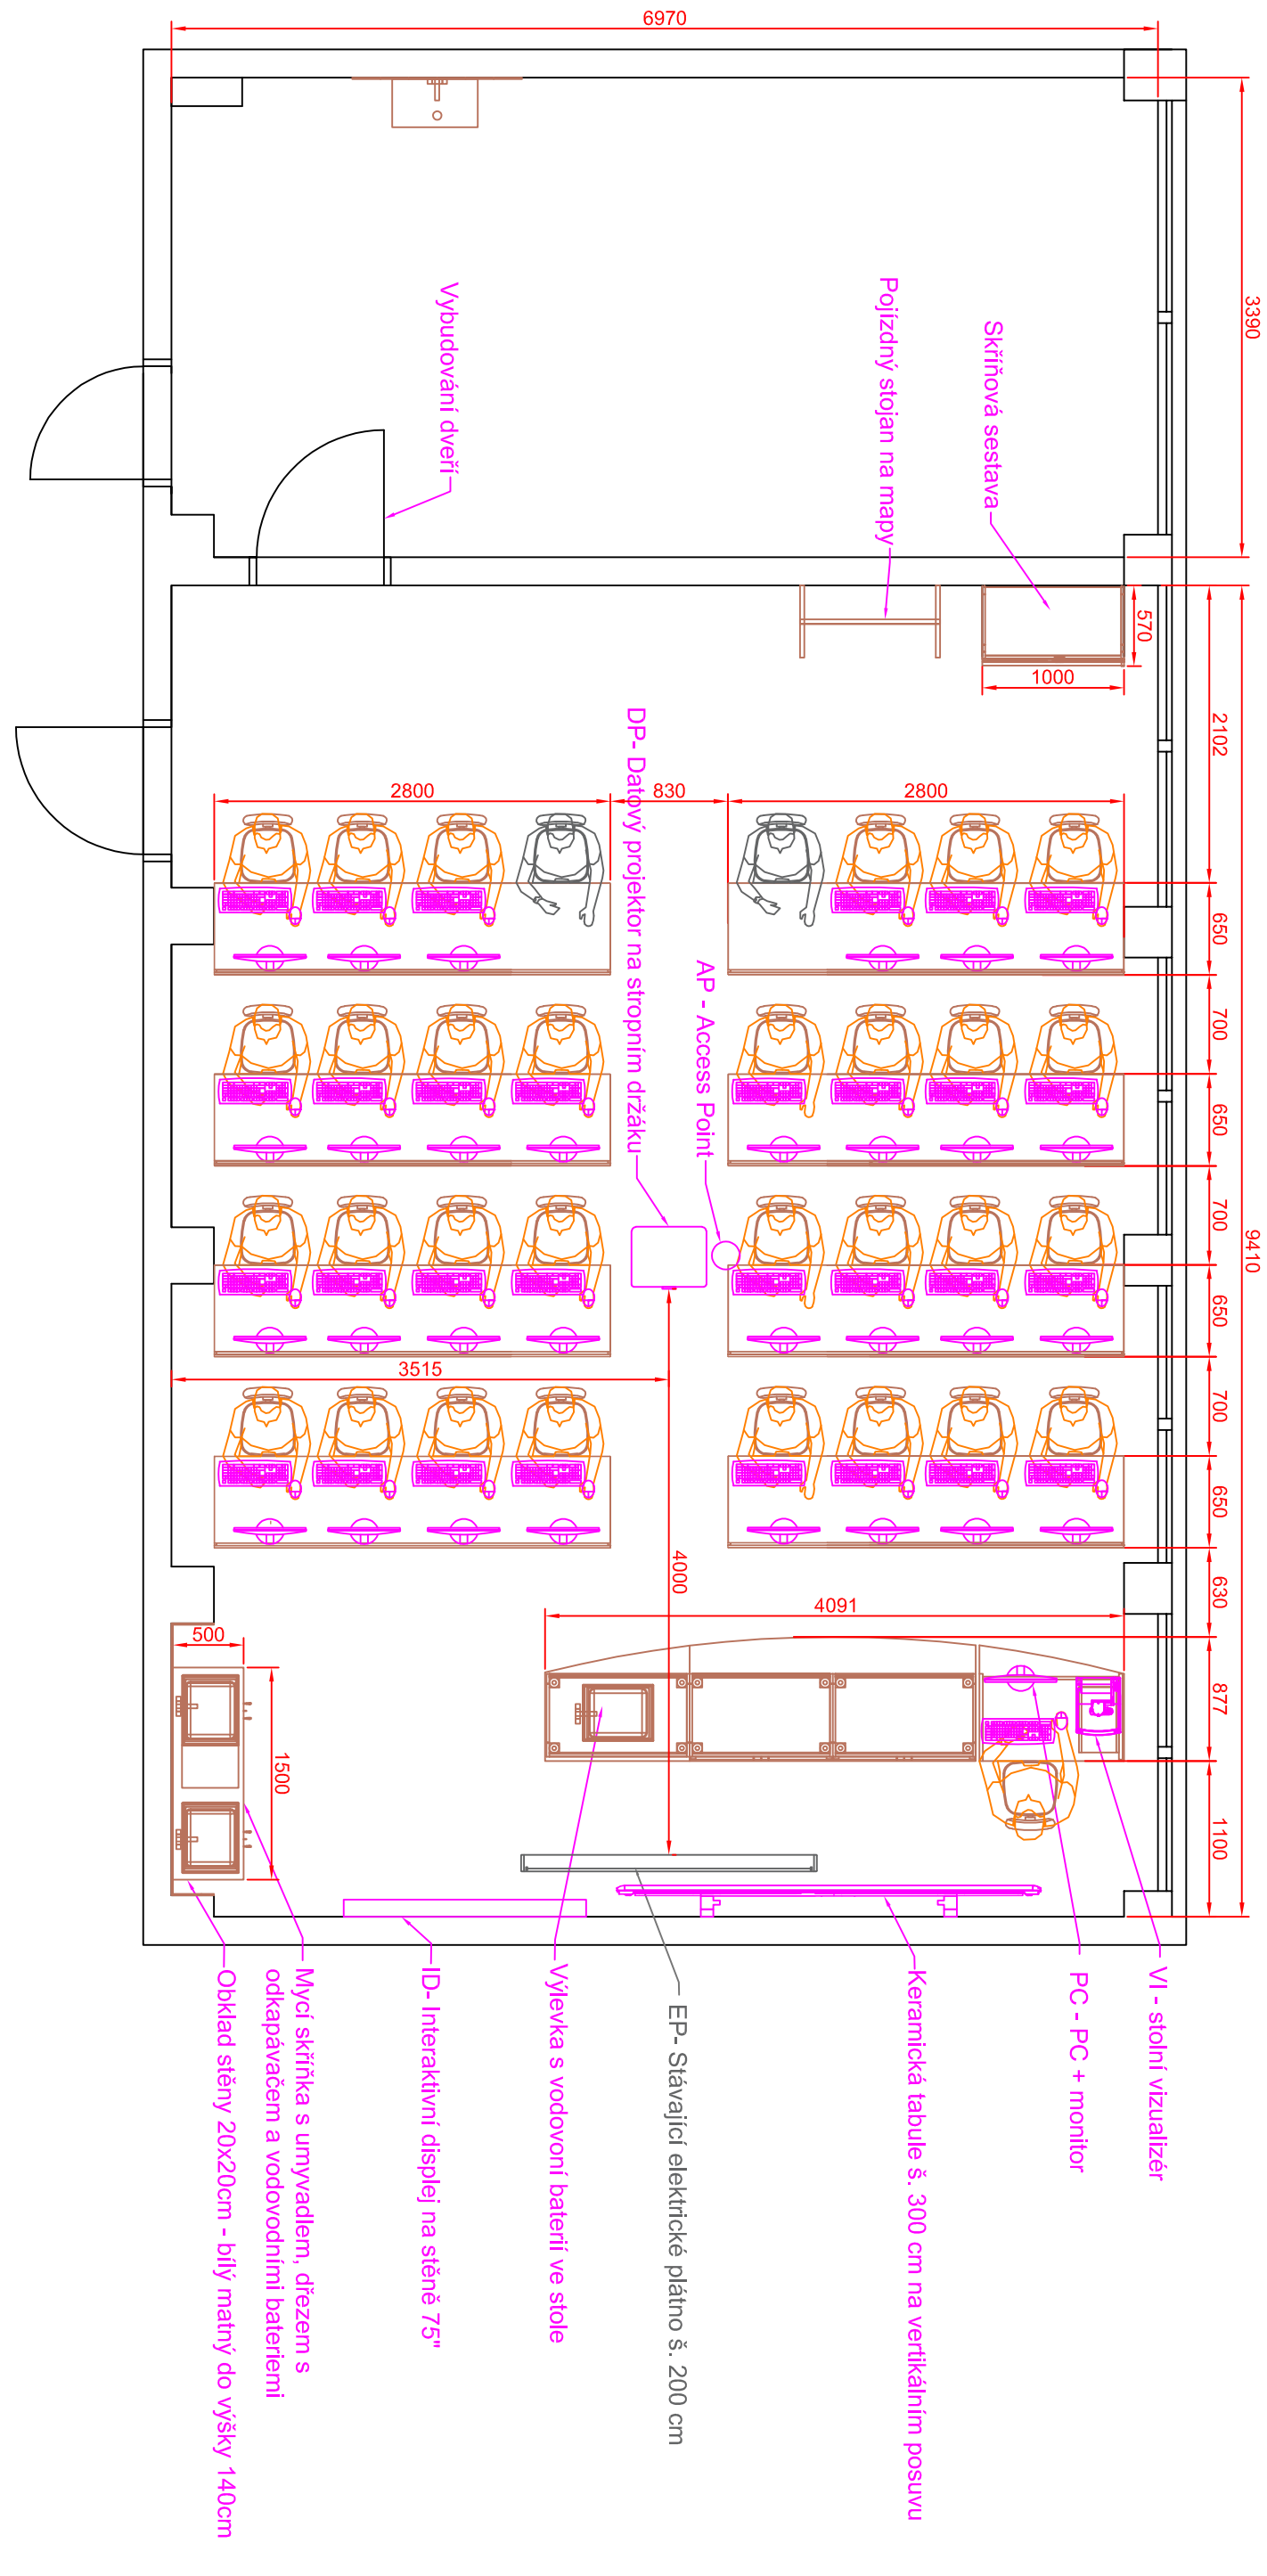 6970
3390
Vybudování dveří
Pojízdný stojan na mapy
Skříňová sestava
570
1000
2102
DP- Datový projektor na stropním držáku
2800
830
2800
AP - Access Point
650
700
650
700
9410
650
3515
700
650
4000
630
4091
500
877
1500
1100
VI - stolní vizualizér
PC - PC + monitor
Keramická tabule š. 300 cm na vertikálním posuvu
EP- Stávající elektrické plátno š. 200 cm
Výlevka s vodovoní baterií ve stole
ID- Interaktivní displej na stěně 75"
Mycí skříňka s umyvadlem, dřezem s
odkapávačem a vodovodními bateriemi
Obklad stěny 20x20cm - bílý matný do výšky 140cm